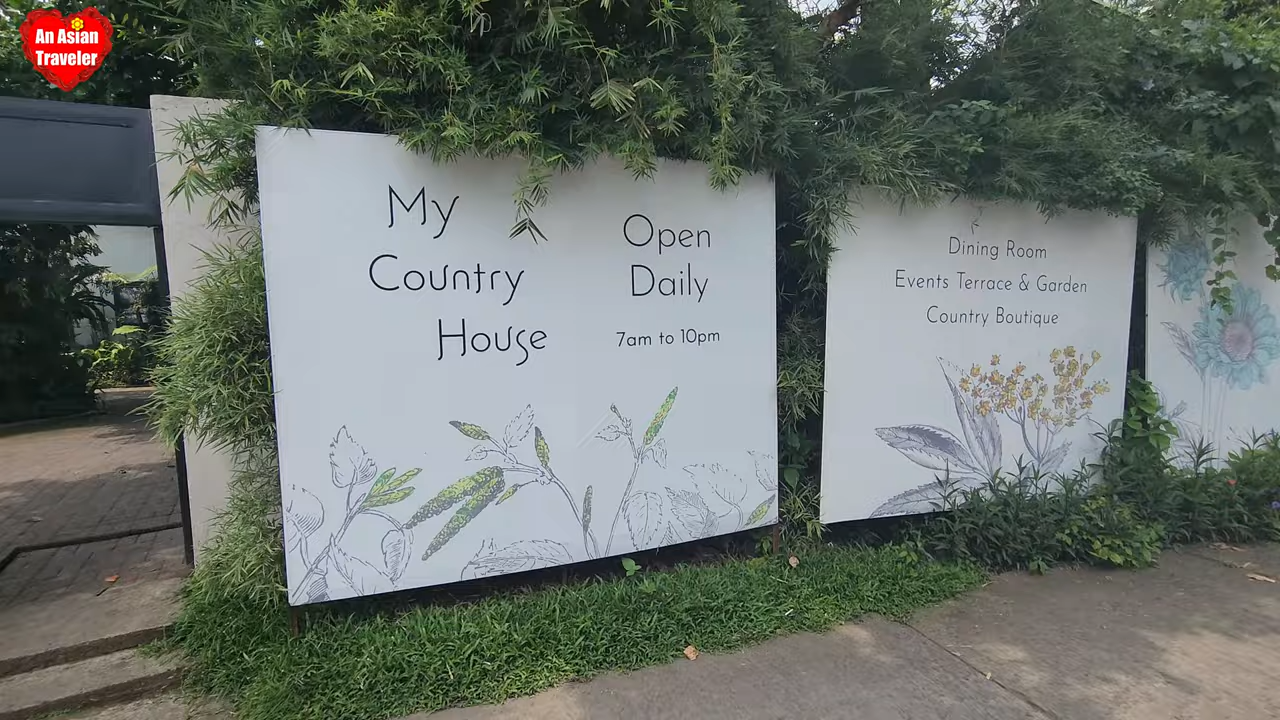 An Asian
Traveler
My
Country
House
Open
Daily
7am to 10pm
Dining Room
Events Terrace & Garden
Country Boutique